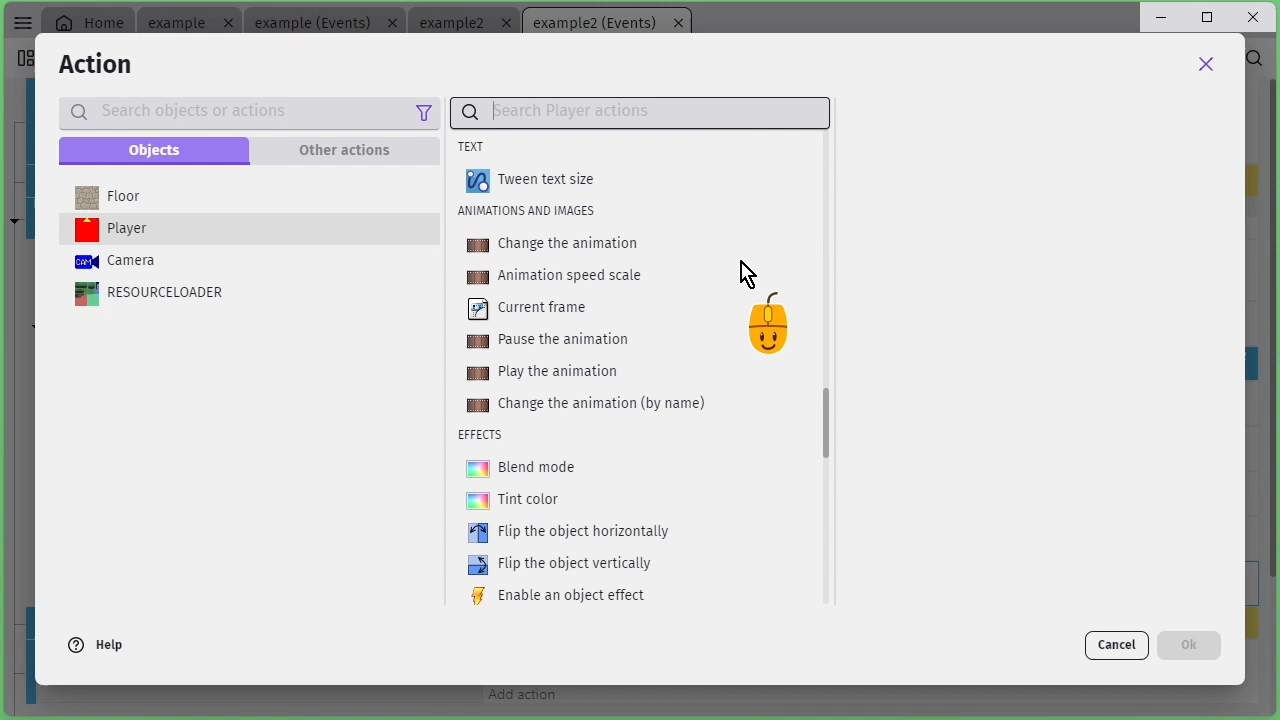 Home
example
example (Events)
example2
example2 (Events)
Action
Search objects or actions
Search Player actions
Objects
Other actions
Floor
Player
CAM
Camera
RESOURCELOADER
TEXT
Tween text size
ANIMATIONS AND IMAGES
Change the animation
Animation speed scale
Current frame
Pause the animation
Play the animation
Change the animation (by name)
EFFECTS
Blend mode
Tint color
Flip the object horizontally
Flip the object vertically
Enable an object effect
Help
Cancel
Ok
Add action